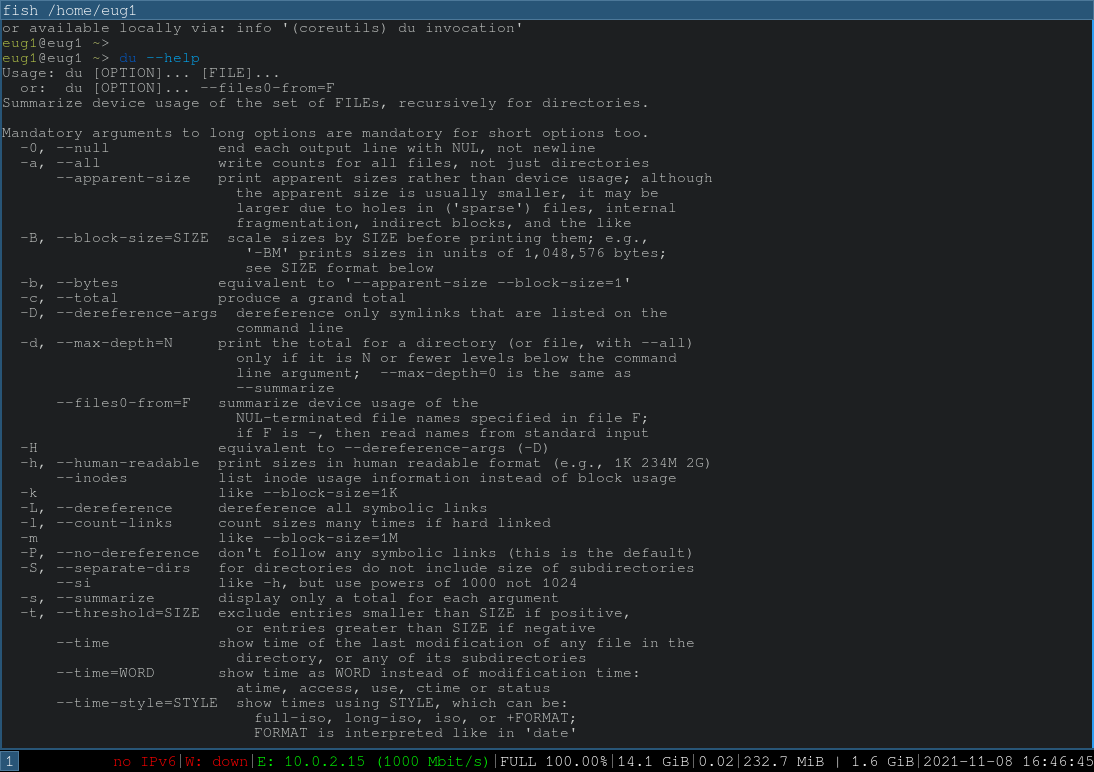 fish /home/eug1
or available locally via: info '(coreutils) du invocation'
eug1@eug1 ~>
eug1@eug1 ~> du --help
Usage: du [OPTION]... [FILE]...
  or:  du [OPTION]... --files0-from=F
Summarize device usage of the set of FILEs, recursively for directories.

Mandatory arguments to long options are mandatory for short options too.
  -0, --null            end each output line with NUL, not newline
  -a, --all             write counts for all files, not just directories
      --apparent-size   print apparent sizes rather than device usage; although
                          the apparent size is usually smaller, it may be
                          larger due to holes in ('sparse') files, internal
                          fragmentation, indirect blocks, and the like
  -B, --block-size=SIZE  scale sizes by SIZE before printing them; e.g.,
                           '-BM' prints sizes in units of 1,048,576 bytes;
                           see SIZE format below
  -b, --bytes           equivalent to '--apparent-size --block-size=1'
  -c, --total           produce a grand total
  -D, --dereference-args  dereference only symlinks that are listed on the
                          command line
  -d, --max-depth=N     print the total for a directory (or file, with --all)
                          only if it is N or fewer levels below the command
                          line argument;  --max-depth=0 is the same as
                          --summarize
      --files0-from=F   summarize device usage of the
                          NUL-terminated file names specified in file F;
                          if F is -, then read names from standard input
  -H                    equivalent to --dereference-args (-D)
  -h, --human-readable  print sizes in human readable format (e.g., 1K 234M 2G)
      --inodes          list inode usage information instead of block usage
  -k                    like --block-size=1K
  -L, --dereference     dereference all symbolic links
  -l, --count-links     count sizes many times if hard linked
  -m                    like --block-size=1M
  -P, --no-dereference  don't follow any symbolic links (this is the default)
  -S, --separate-dirs   for directories do not include size of subdirectories
      --si              like -h, but use powers of 1000 not 1024
  -s, --summarize       display only a total for each argument
  -t, --threshold=SIZE  exclude entries smaller than SIZE if positive,
                          or entries greater than SIZE if negative
      --time            show time of the last modification of any file in the
                          directory, or any of its subdirectories
      --time=WORD       show time as WORD instead of modification time:
                          atime, access, use, ctime or status
      --time-style=STYLE  show times using STYLE, which can be:
                            full-iso, long-iso, iso, or +FORMAT;
                            FORMAT is interpreted like in 'date'
1 no IPv6|W: down|E: 10.0.2.15 (1000 Mbit/s)|FULL 100.00%|14.1 GiB|0.02|232.7 MiB | 1.6 GiB|2021-11-08 16:46:45